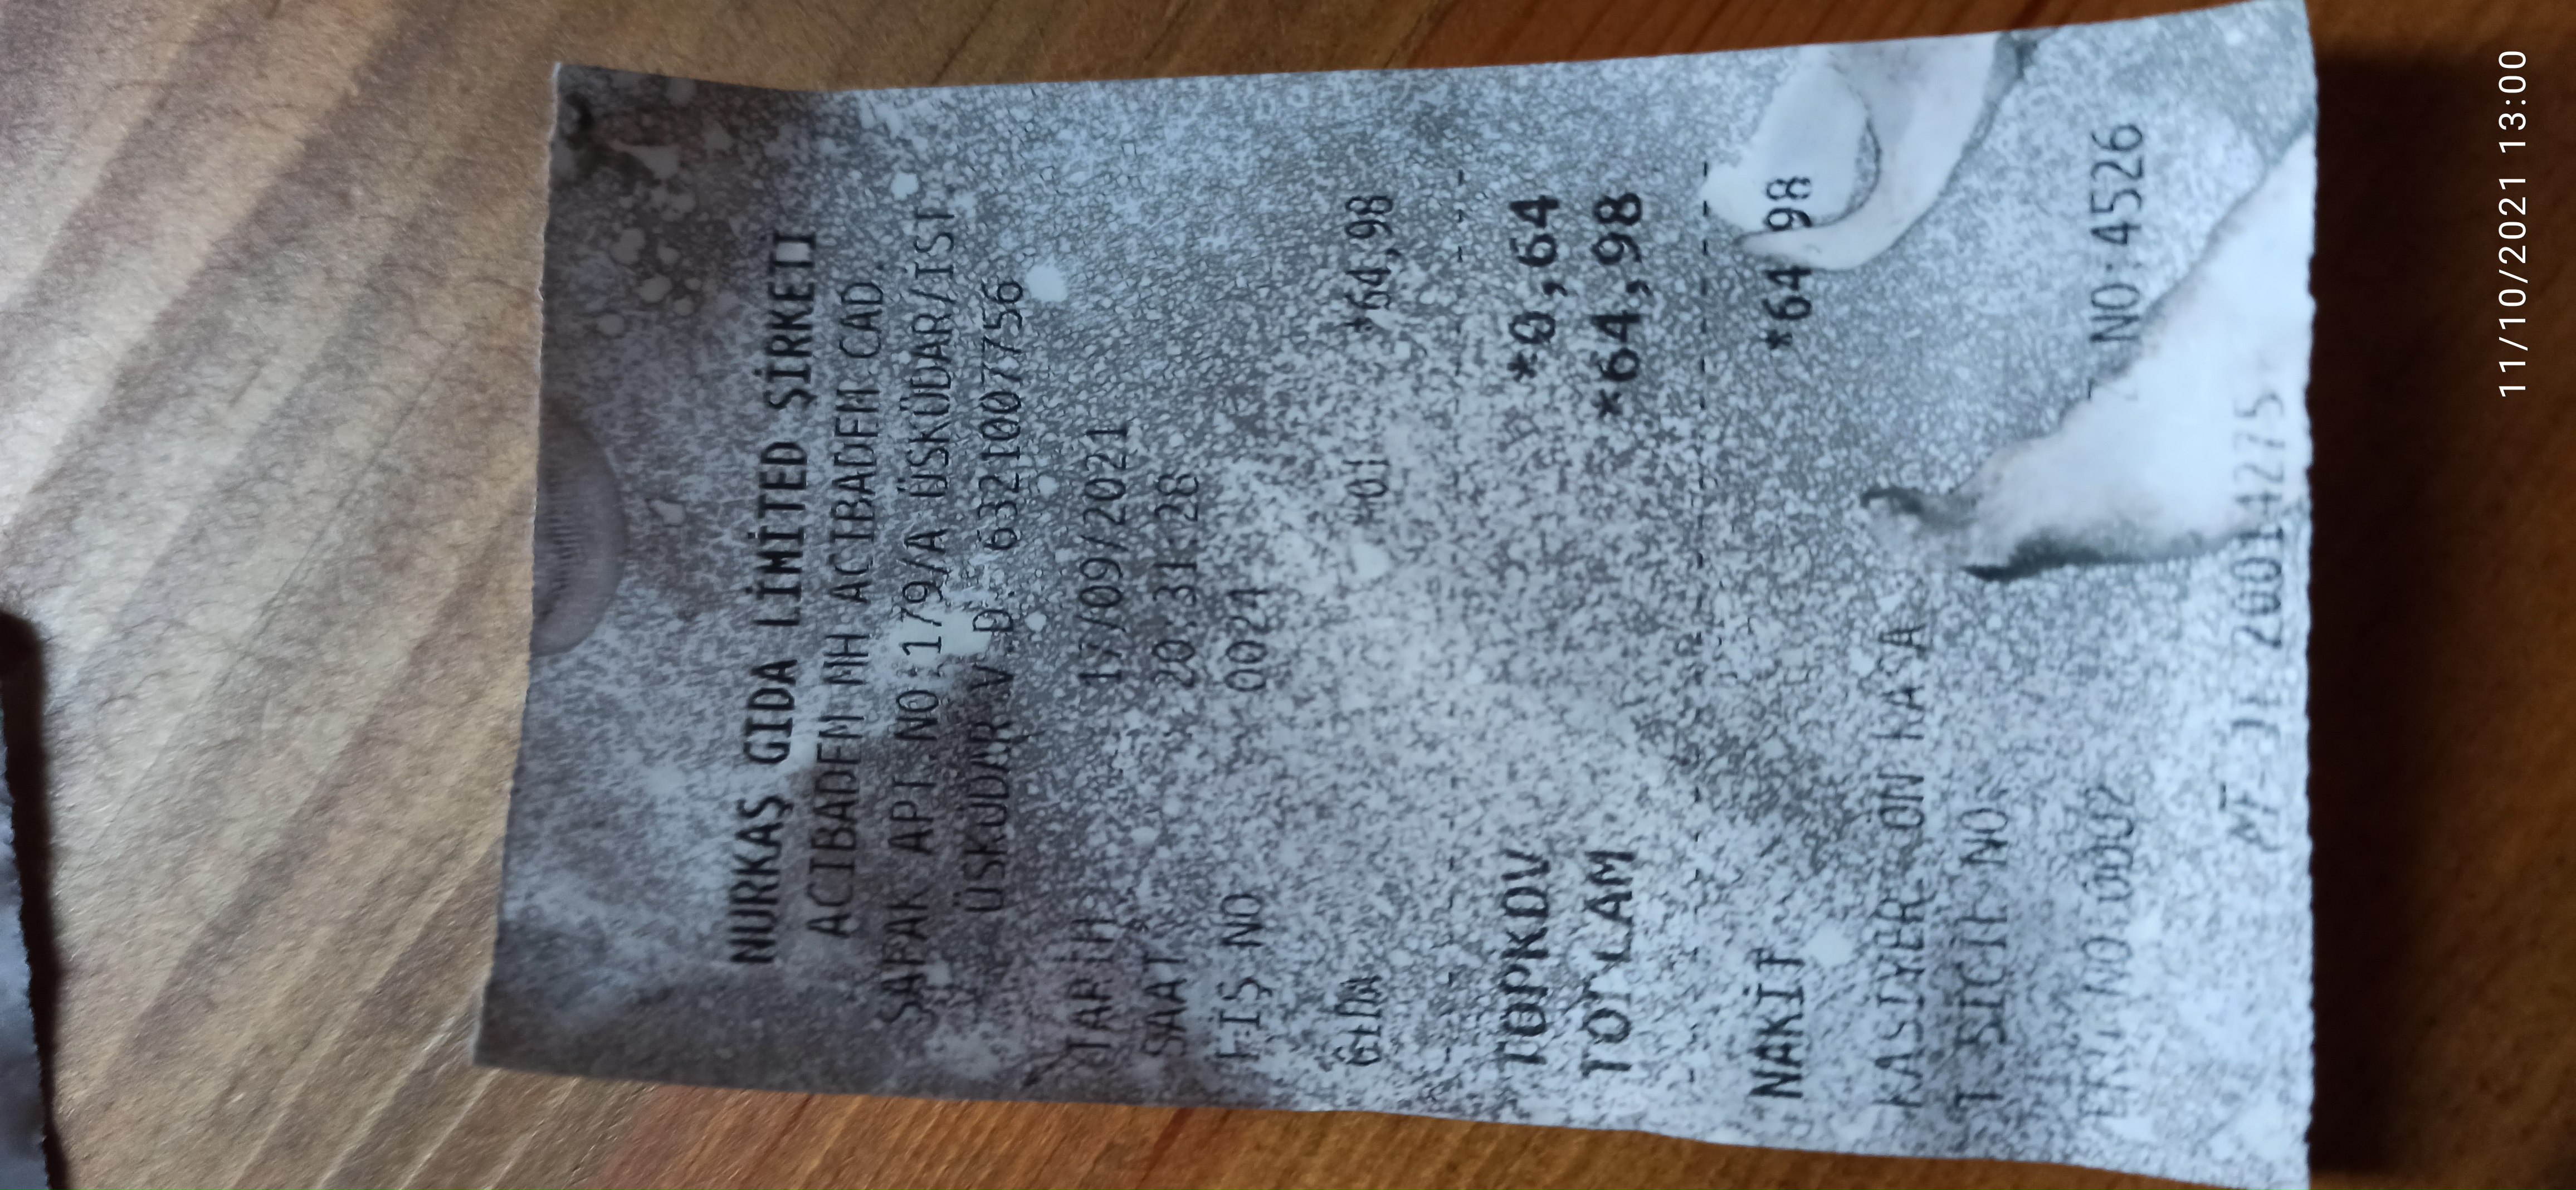 NURKAŞ GIDA LİMİTED ŞİRKETİ
ACIBADEM MH ACIBADEM CAD.
ŞAFAK APT.NO:179/A ÜSKÜDAR/İST
ÜSKÜDAR V.D. 6321007756
TARİH 17/09/2021
SAAT 20:31:28
FİŞ NO 0024
GIDA *01 *64,98
TOPKDV *0,64
TOPLAM *64,98
NAKİT *64,98
KASİYER: ÖN KASA
T.SİCİL NO:
EKÜ NO:0002 Z NO:4526
20014275
11/10/2021 13:00